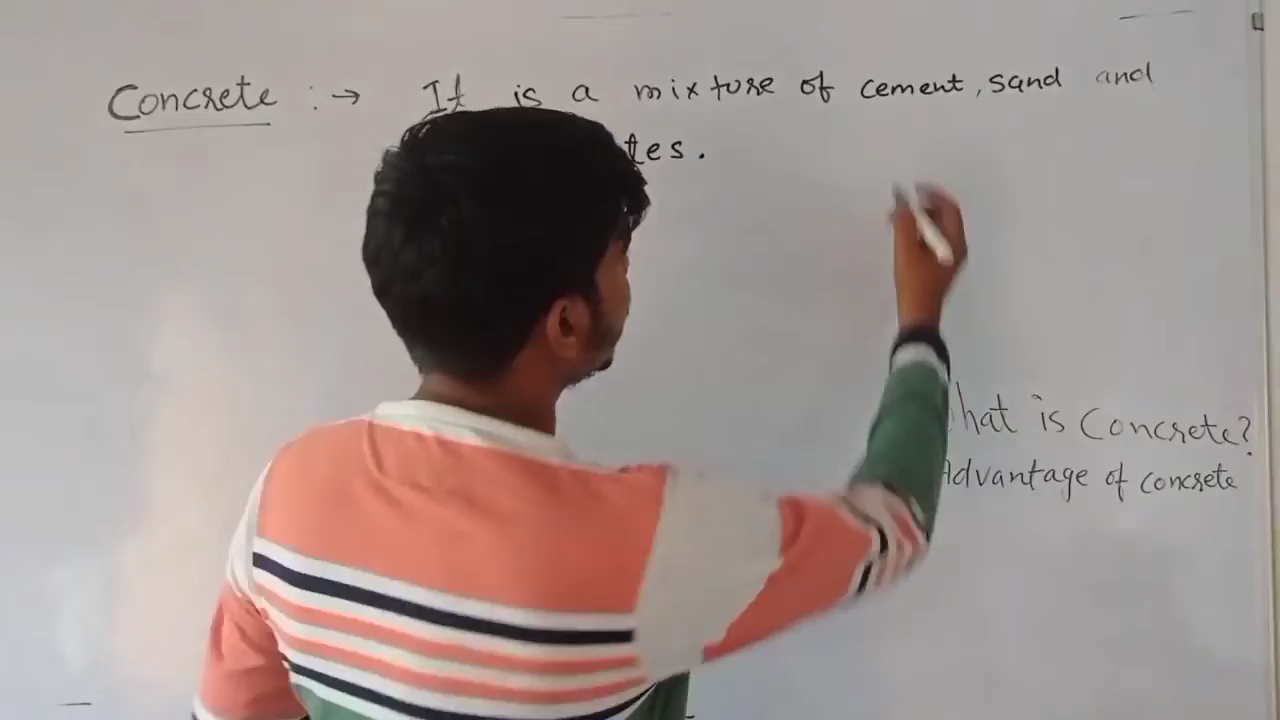 Concrete :→ It is a mixture of cement, sand and
tes.
hat is Concrete?
Advantage of concrete